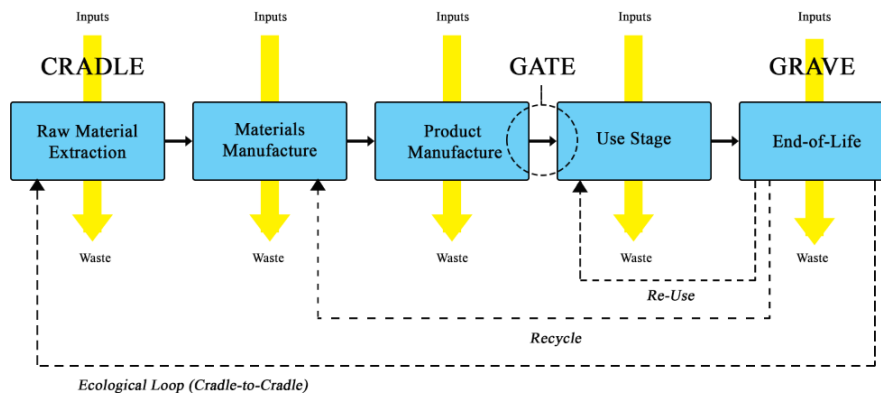 Inputs
Inputs
Inputs
Inputs
Inputs
CRADLE
GATE
GRAVE
Raw Material
Extraction
Materials
Manufacture
Product
Manufacture
Use Stage
End-of-Life
Waste
Waste
Waste
Waste
Waste
Re-Use
Recycle
Ecological Loop (Cradle-to-Cradle)